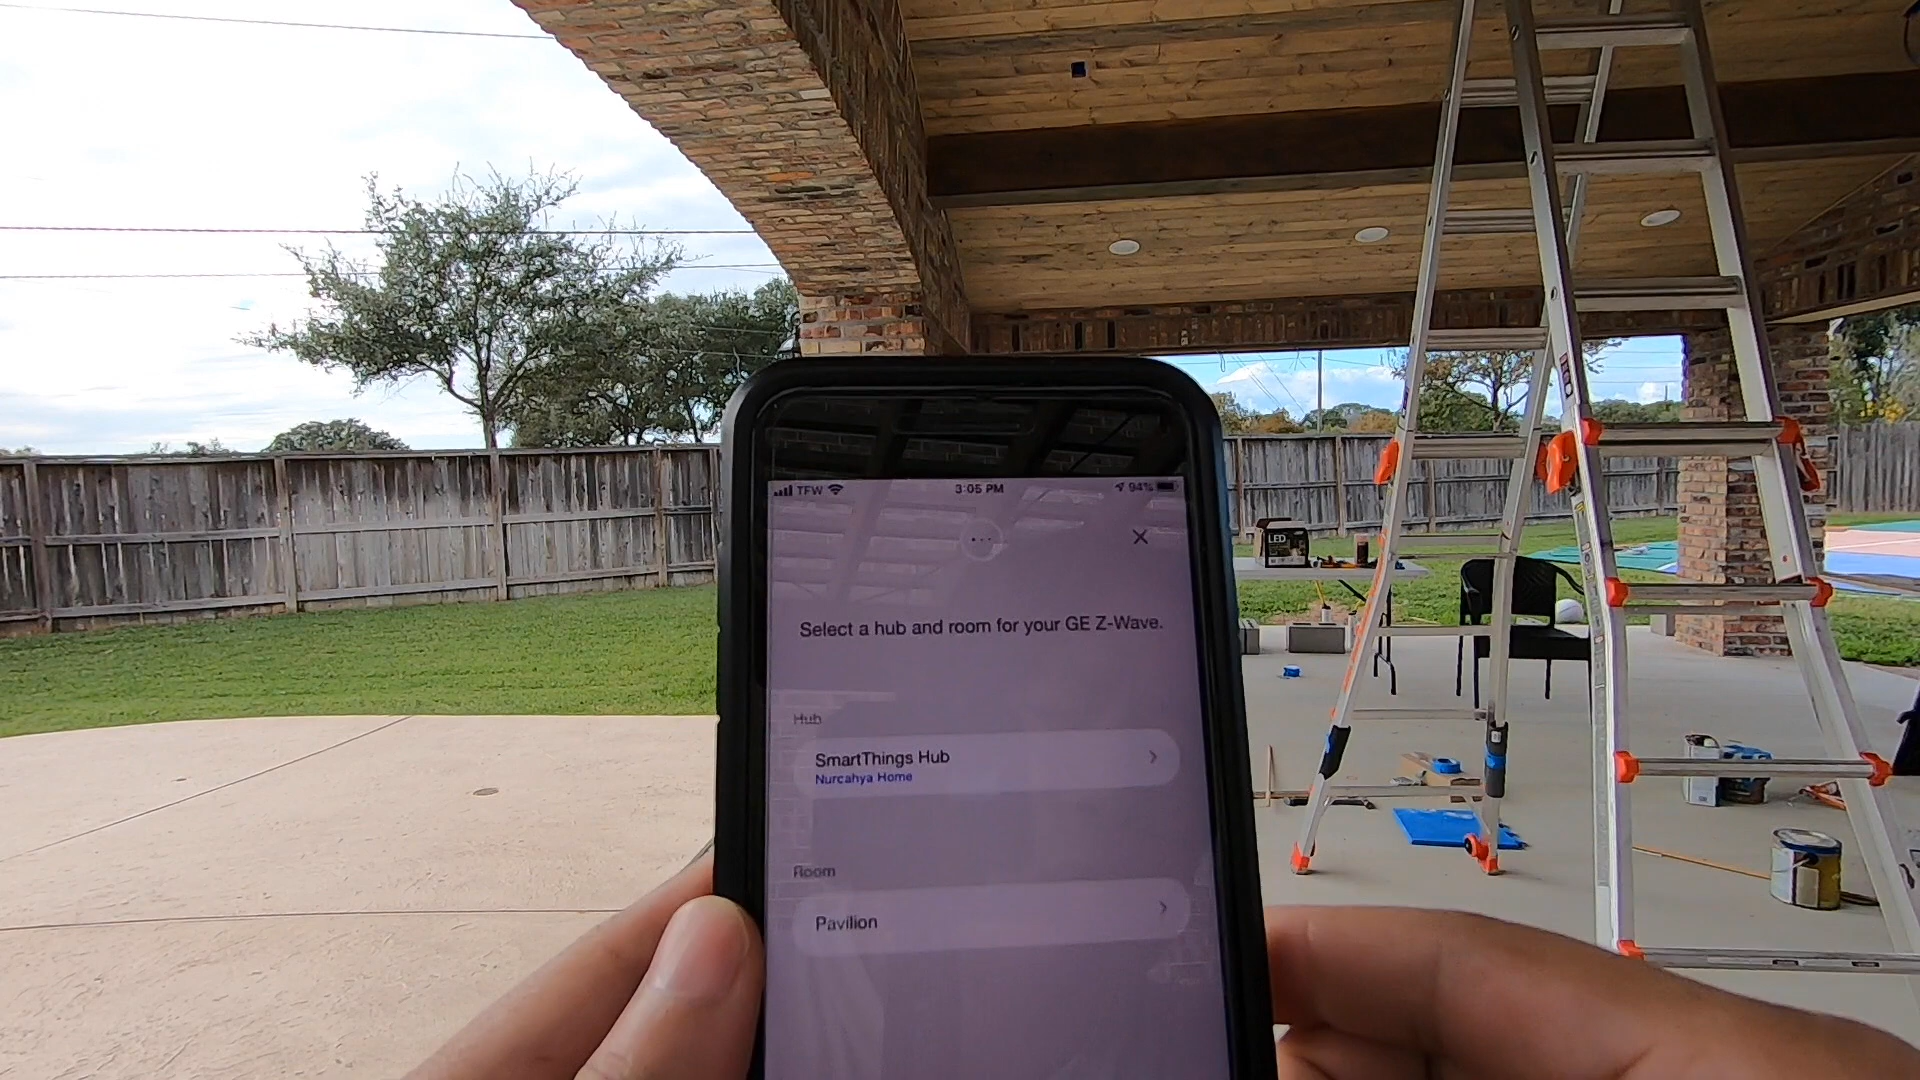 TFW 3:05 PM 94%
Select a hub and room for your GE Z-Wave.
Hub
SmartThings Hub
Nurcahya Home
Room
Pavilion
LED